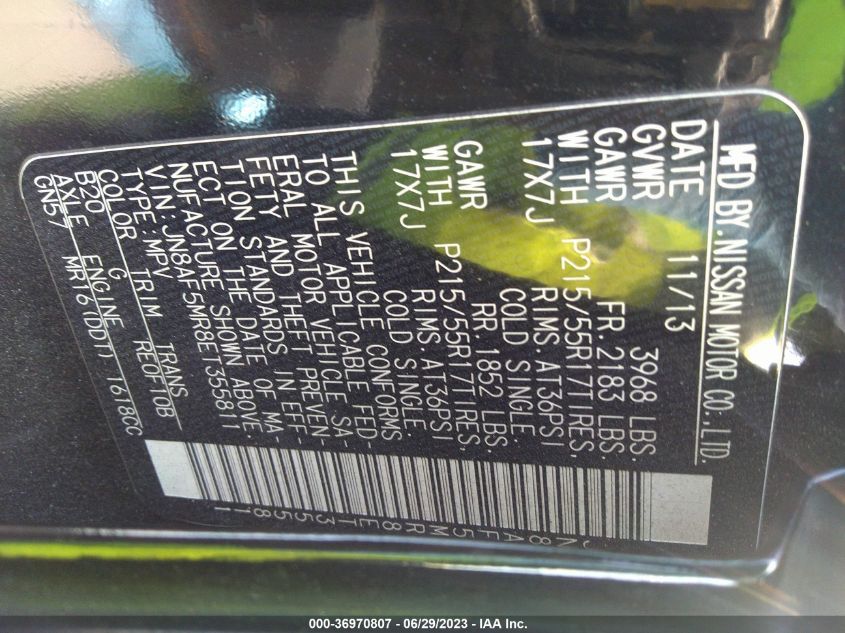 MFD BY.NISSAN MOTOR CO.,LTD.
DATE 11/13
GVWR 3968 LBS.
GAWR FR.2183 LBS.
WITH P215/55R17TIRES,
17X7J RIMS.AT36PSI
COLD SINGLE.
GAWR RR.1852 LBS.
WITH P215/55R17TIRES,
17X7J RIMS.AT36PSI
COLD SINGLE.
THIS VEHICLE CONFORMS
TO ALL APPLICABLE FED-
ERAL MOTOR VEHICLE SA-
FETY AND THEFT PREVEN-
TION STANDARDS IN EFF-
ECT ON THE DATE OF MA-
NUFACTURE SHOWN ABOVE.
VIN:JN8AF5MR8ET355811
TYPE:MPV
COLOR TRIM TRANS
B20 G RE0F10B
AXLE ENGINE
GN57 MR16(DDT) 1618CC
N8AF5MR8ET35581
000-36970807 - 06/29/2023 - IAA Inc.